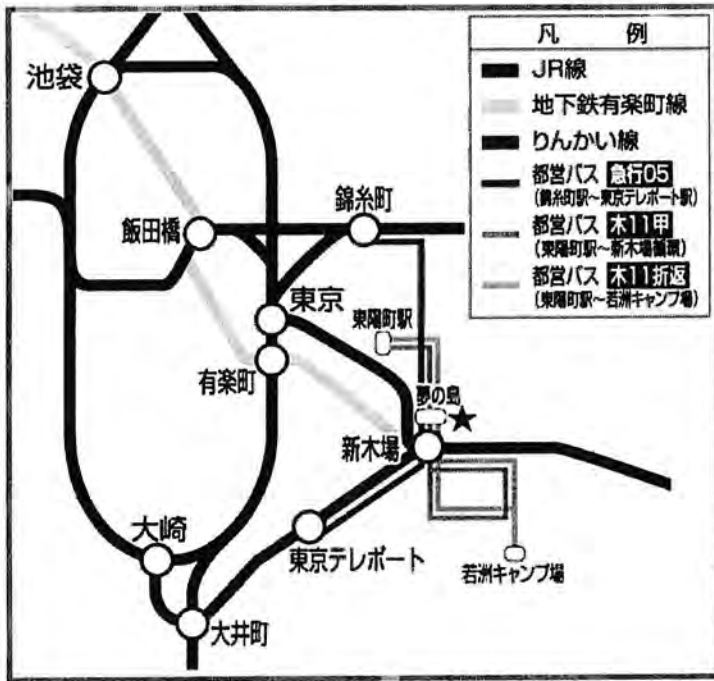 凡 例
JR線
地下鉄有楽町線
りんかい線
都営バス 急行05
(錦糸町駅〜東京テレポート駅)
都営バス 木11甲
(東陽町駅〜新木場循環)
都営バス 木11折返
(東陽町駅〜若洲キャンプ場)
池袋
飯田橋
錦糸町
東京
東陽町駅
有楽町
夢の島
新木場
大崎
東京テレポート
若洲キャンプ場
大井町